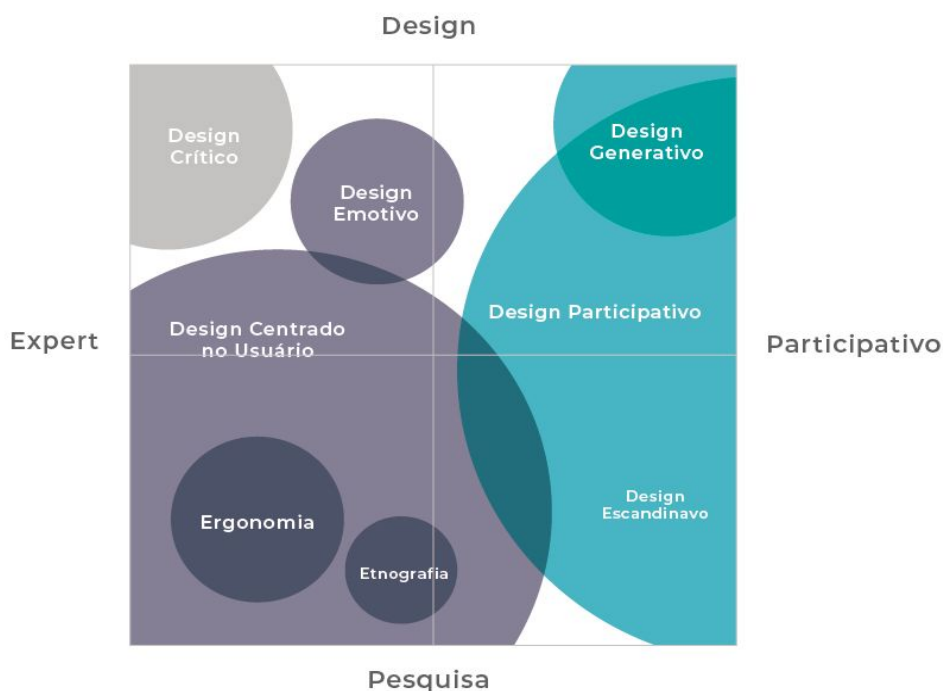 Design
Design
Crítico
Design
Generativo
Design
Emotivo
Design Participativo
Design Centrado
no Usuário
Expert
Participativo
Design
Escandinavo
Ergonomia
Etnografia
Pesquisa